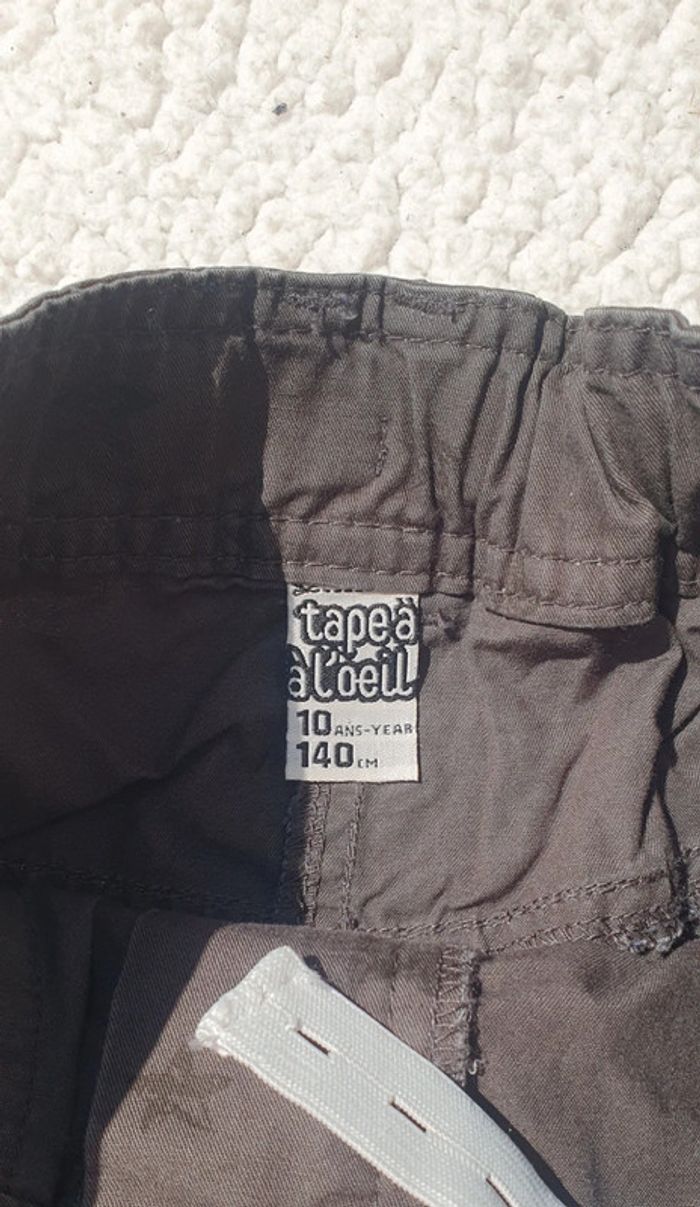 tape à
à l'oeil
10 ANS-YEAR
140 CM